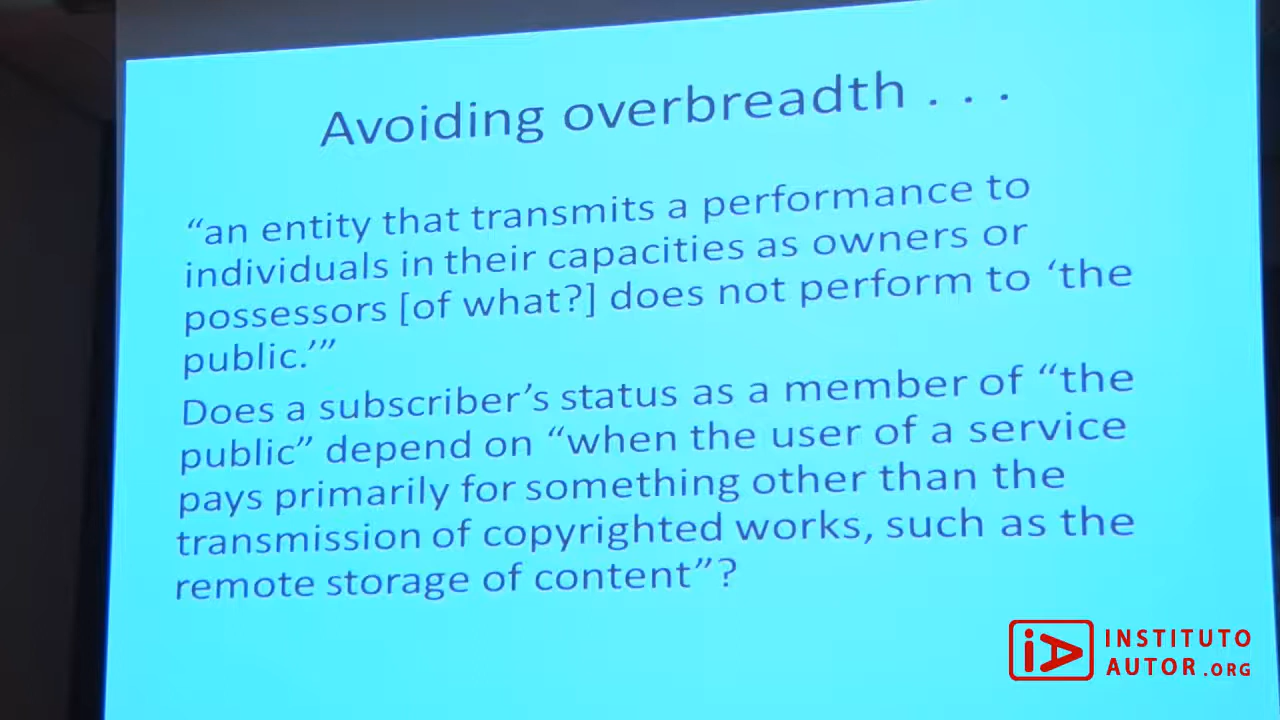 Avoiding overbreadth . . .
“an entity that transmits a performance to
individuals in their capacities as owners or
possessors [of what?] does not perform to ‘the
public.’”
Does a subscriber’s status as a member of “the
public” depend on “when the user of a service
pays primarily for something other than the
transmission of copyrighted works, such as the
remote storage of content”?
iA INSTITUTO
AUTOR.ORG